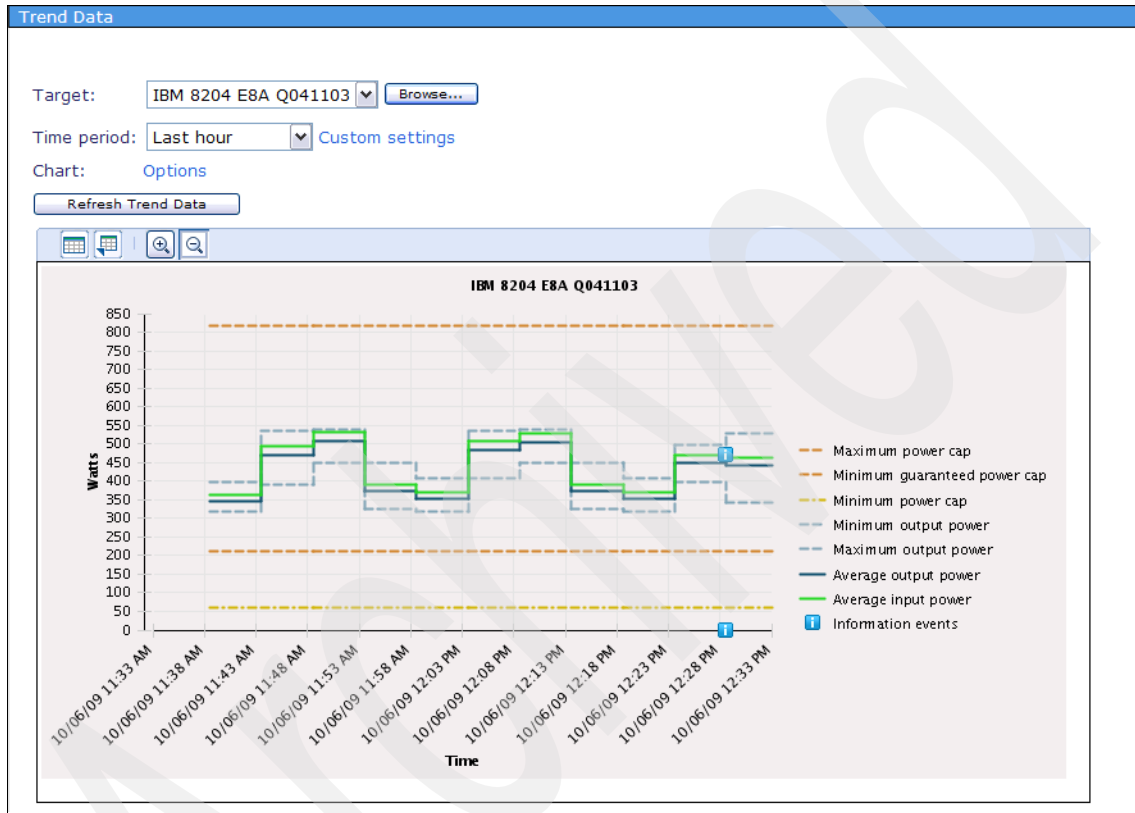 Trend Data
Target: IBM 8204 E8A Q041103 Browse...
Time period: Last hour Custom settings
Chart: Options
Refresh Trend Data
IBM 8204 E8A Q041103
850
800
750
700
650
600
550
500
450
400
350
300
250
200
150
100
50
0
Watts
Maximum power cap
Minimum guaranteed power cap
Minimum power cap
Minimum output power
Maximum output power
Average output power
Average input power
Information events
10/06/09 11:33 AM
10/06/09 11:38 AM
10/06/09 11:43 AM
10/06/09 11:48 AM
10/06/09 11:53 AM
10/06/09 11:58 AM
10/06/09 12:03 PM
10/06/09 12:08 PM
10/06/09 12:13 PM
10/06/09 12:18 PM
10/06/09 12:23 PM
10/06/09 12:28 PM
10/06/09 12:33 PM
Time
Archived